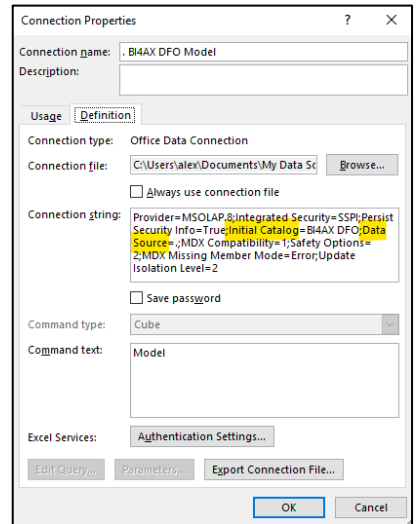 Connection Properties ? ×
Connection name: . BI4AX DFO Model
Description:
Usage Definition
Connection type: Office Data Connection
Connection file: C:\Users\alex\Documents\My Data Sc Browse...
Always use connection file
Connection string: Provider=MSOLAP.8;Integrated Security=SSPI;Persist
Security Info=True;Initial Catalog=BI4AX DFO;Data
Source=.;MDX Compatibility=1;Safety Options=
2;MDX Missing Member Mode=Error;Update
Isolation Level=2
Save password
Command type: Cube
Command text: Model
Excel Services: Authentication Settings...
Edit Query... Parameters... Export Connection File...
OK Cancel